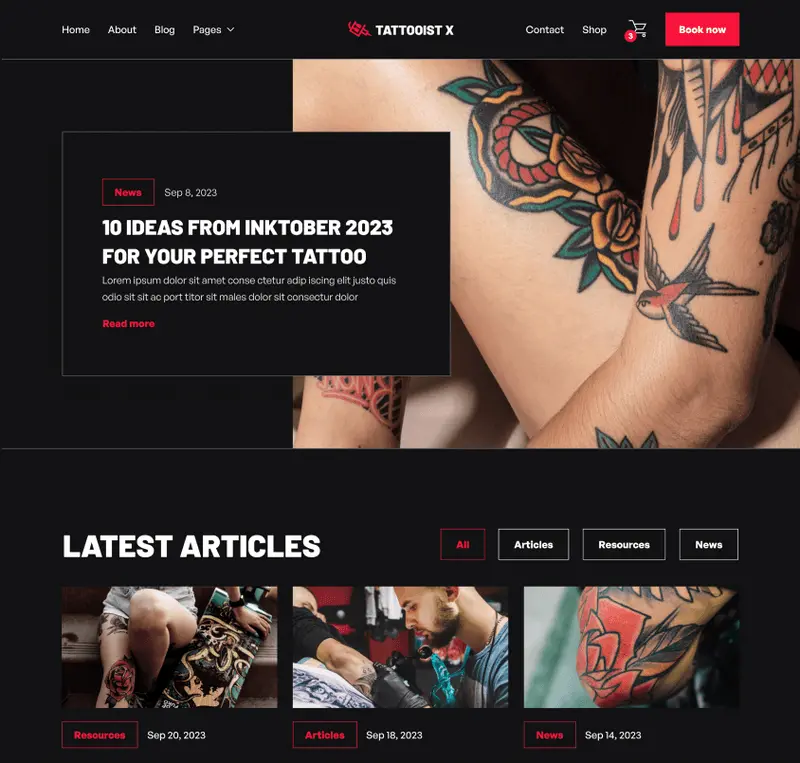 Home About Blog Pages TATTOOIST X Contact Shop 3 Book now
News Sep 8, 2023
10 IDEAS FROM INKTOBER 2023
FOR YOUR PERFECT TATTOO
Lorem ipsum dolor sit amet conse ctetur adip iscing elit justo quis
odio sit sit ac port titor sit males dolor sit consectur dolor
Read more
LATEST ARTICLES All Articles Resources News
Resources Sep 20, 2023 Articles Sep 18, 2023 News Sep 14, 2023